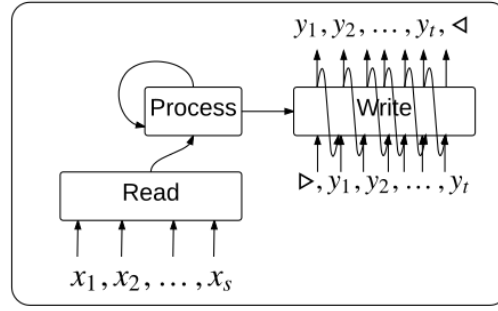 y₁, y₂, …, yₜ, ◁
Process
Write
Read
▷, y₁, y₂, …, yₜ
x₁, x₂, …, xₛ